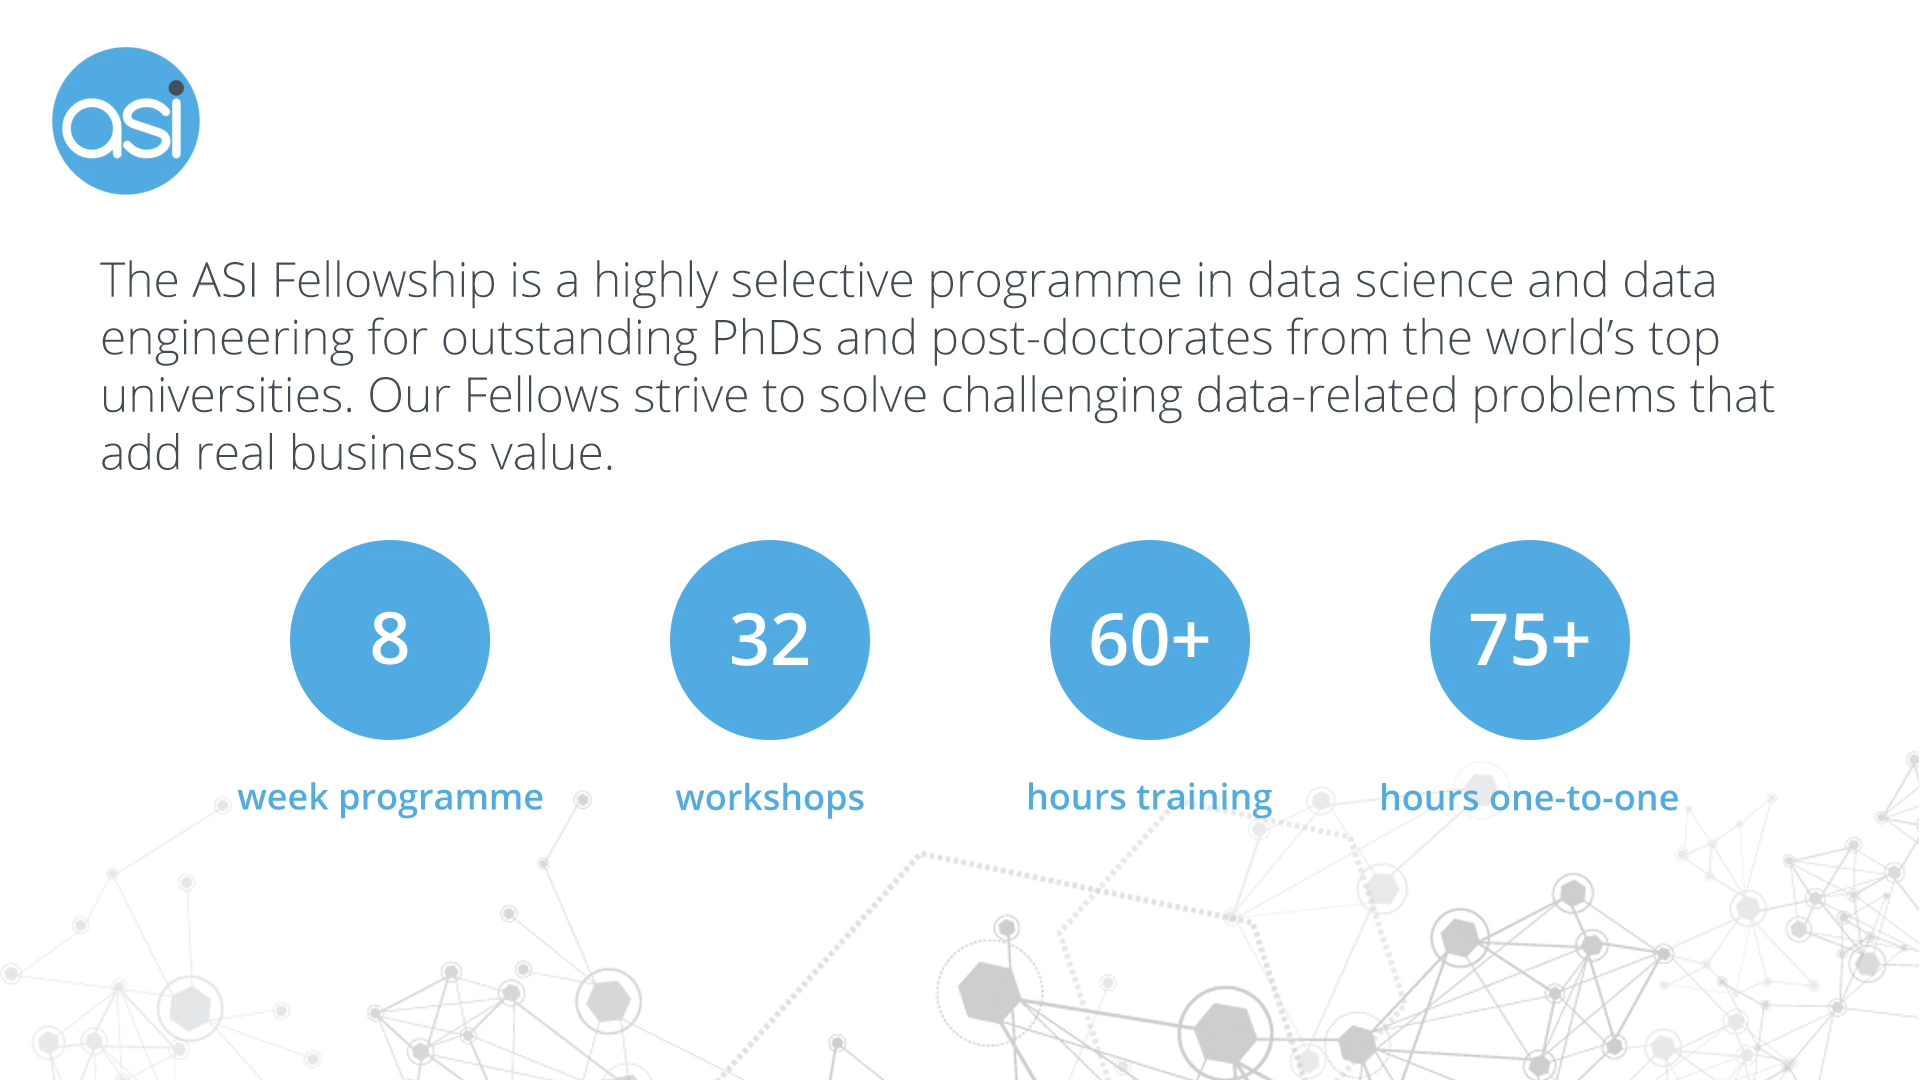 asi
The ASI Fellowship is a highly selective programme in data science and data
engineering for outstanding PhDs and post-doctorates from the world’s top
universities. Our Fellows strive to solve challenging data-related problems that
add real business value.
8
32
60+
75+
week programme
workshops
hours training
hours one-to-one